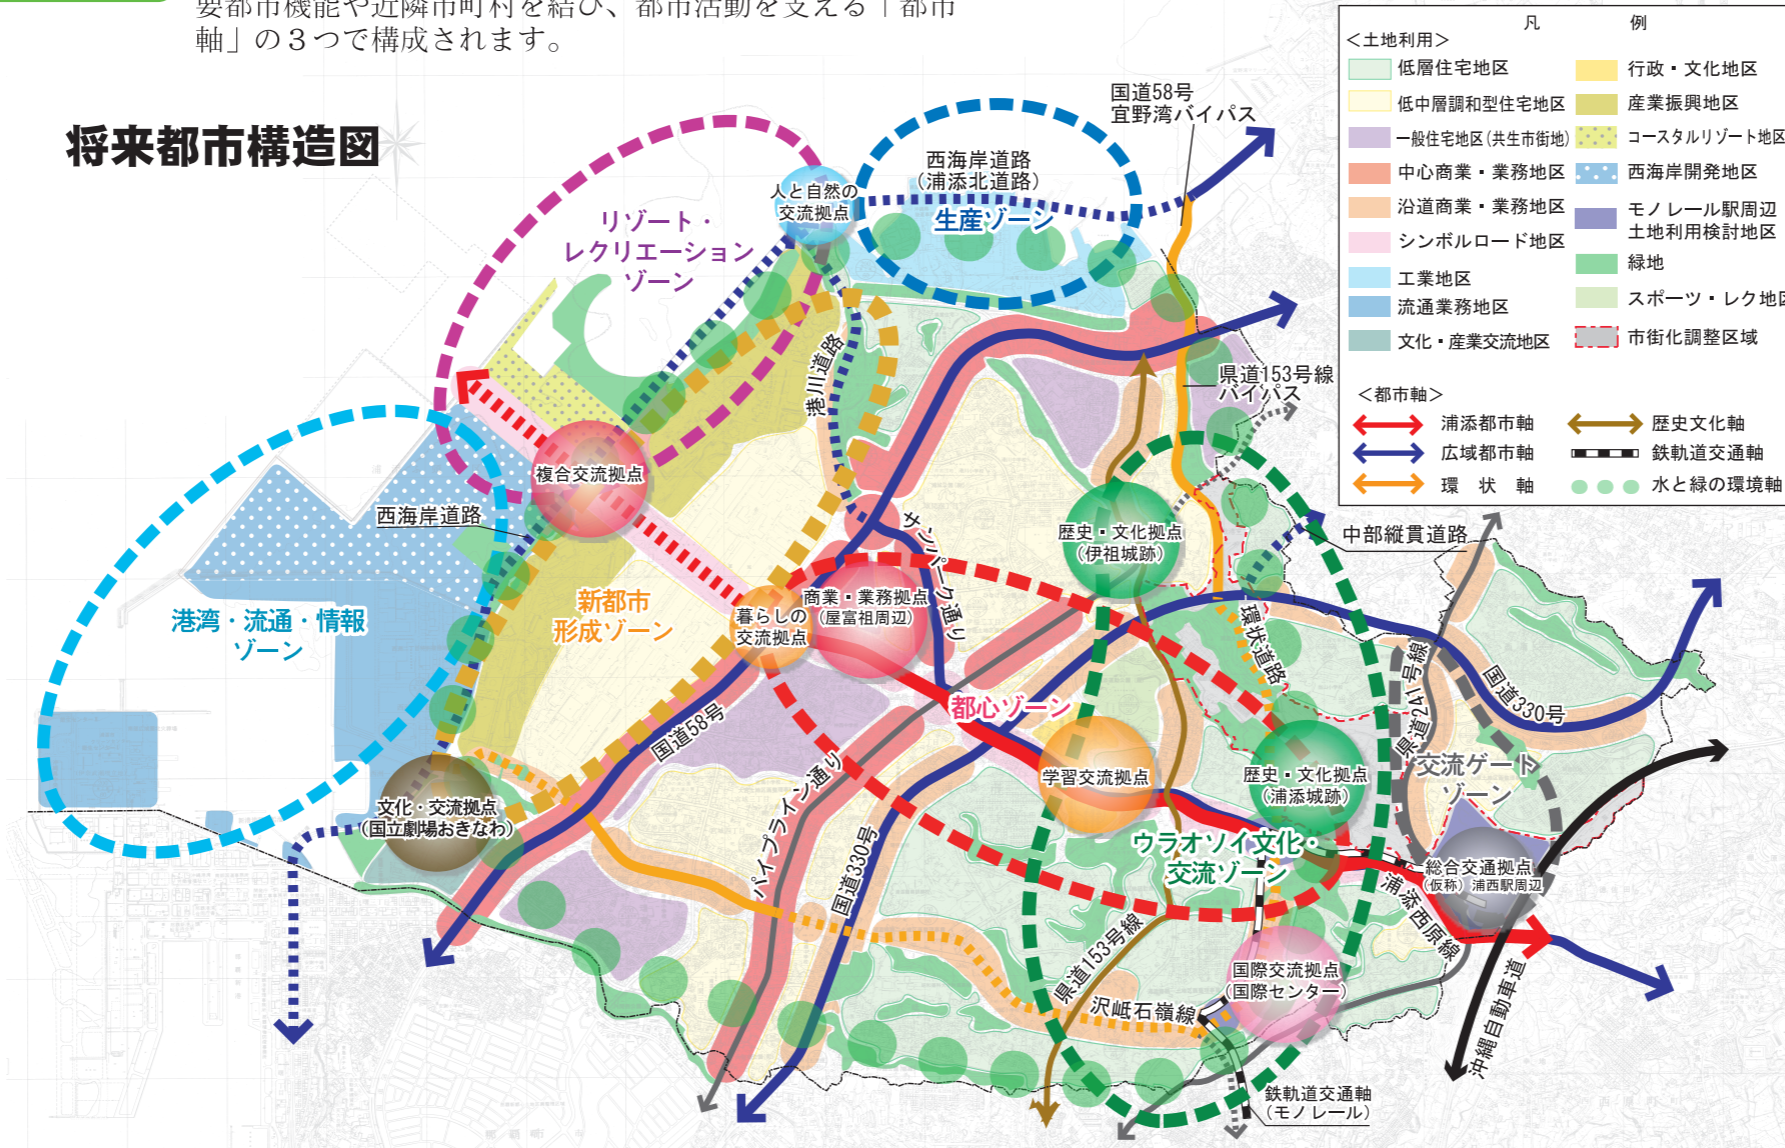 要都市機能や近隣市町村を結び、都市活動を支える「都市
軸」の３つで構成されます。
将来都市構造図
凡 例
＜土地利用＞
低層住宅地区
低中層調和型住宅地区
一般住宅地区(共生市街地)
中心商業・業務地区
沿道商業・業務地区
シンボルロード地区
工業地区
流通業務地区
文化・産業交流地区
行政・文化地区
産業振興地区
コースタルリゾート地区
西海岸開発地区
モノレール駅周辺
土地利用検討地区
緑地
スポーツ・レク地区
市街化調整区域
＜都市軸＞
浦添都市軸
広域都市軸
環 状 軸
歴史文化軸
鉄軌道交通軸
水と緑の環境軸
国道58号
宜野湾バイパス
西海岸道路
（浦添北道路）
生産ゾーン
人と自然の
交流拠点
リゾート・
レクリエーション
ゾーン
港川道路
県道153号線
バイパス
複合交流拠点
西海岸道路
サンパーク通り
歴史・文化拠点
（伊祖城跡）
中部縦貫道路
港湾・流通・情報
ゾーン
新都市
形成ゾーン
暮らしの
交流拠点
商業・業務拠点
（屋富祖周辺）
環状道路
県道241号線
国道330号
都心ゾーン
国道58号
パイプライン通り
学習交流拠点
歴史・文化拠点
（浦添城跡）
交流ゲート
ゾーン
文化・交流拠点
（国立劇場おきなわ）
国道330号
ウラオソイ文化・
交流ゾーン
総合交通拠点
（仮称）浦西駅周辺
浦添西原線
県道153号線
国際交流拠点
（国際センター）
沢岻石嶺線
沖縄自動車道
鉄軌道交通軸
（モノレール）